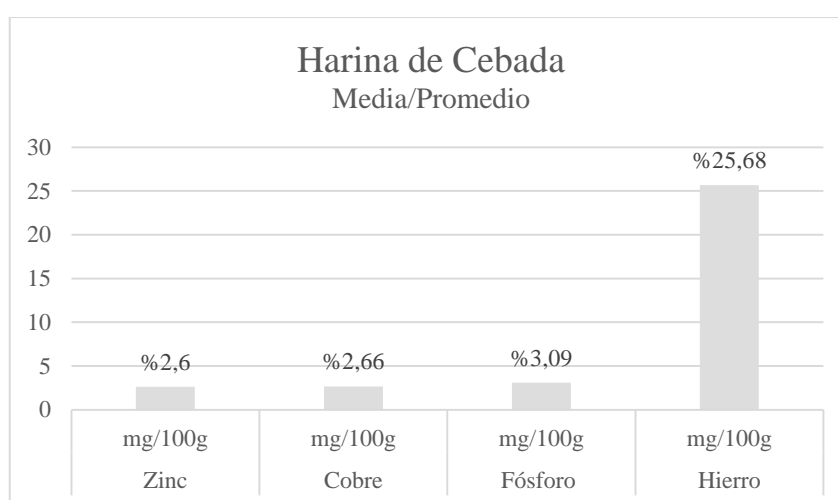 Harina de Cebada
Media/Promedio
30
25
20
15
10
5
0
%2,6
%2,66
%3,09
%25,68
mg/100g mg/100g mg/100g mg/100g
Zinc Cobre Fósforo Hierro